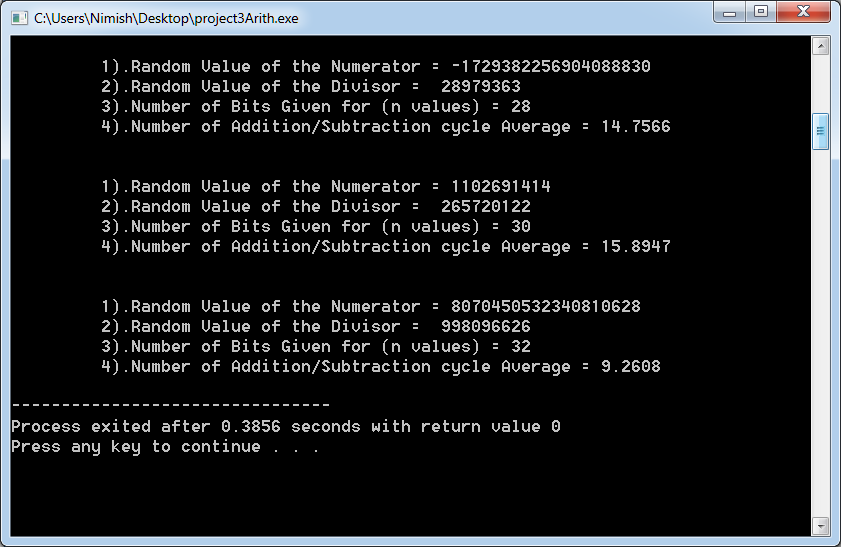 C:\Users\Nimish\Desktop\project3Arith.exe
1).Random Value of the Numerator = -1729382256904088830
2).Random Value of the Divisor =  28979363
3).Number of Bits Given for (n values) = 28
4).Number of Addition/Subtraction cycle Average = 14.7566
1).Random Value of the Numerator = 1102691414
2).Random Value of the Divisor =  265720122
3).Number of Bits Given for (n values) = 30
4).Number of Addition/Subtraction cycle Average = 15.8947
1).Random Value of the Numerator = 8070450532340810628
2).Random Value of the Divisor =  998096626
3).Number of Bits Given for (n values) = 32
4).Number of Addition/Subtraction cycle Average = 9.2608
--------------------------------
Process exited after 0.3856 seconds with return value 0
Press any key to continue . . .